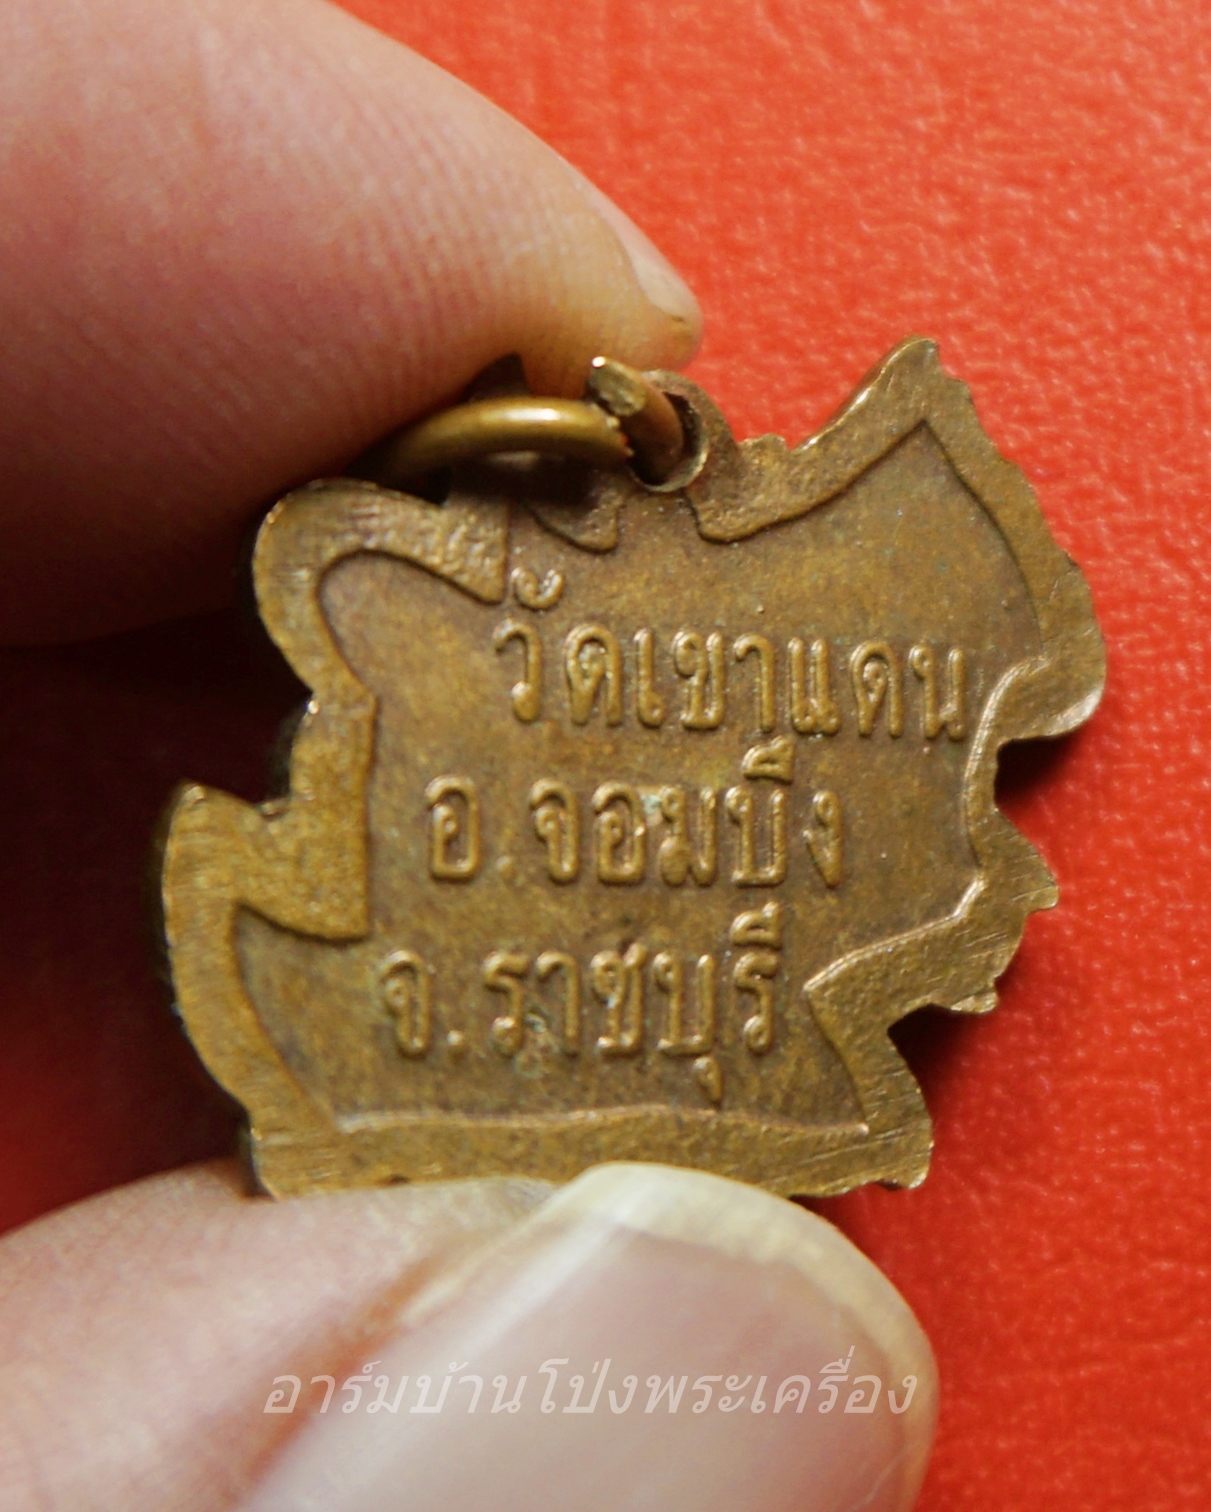 วัดเขาแดน
อ.จอมบึง
จ.ราชบุรี
อาร์มบ้านโป่งพระเครื่อง